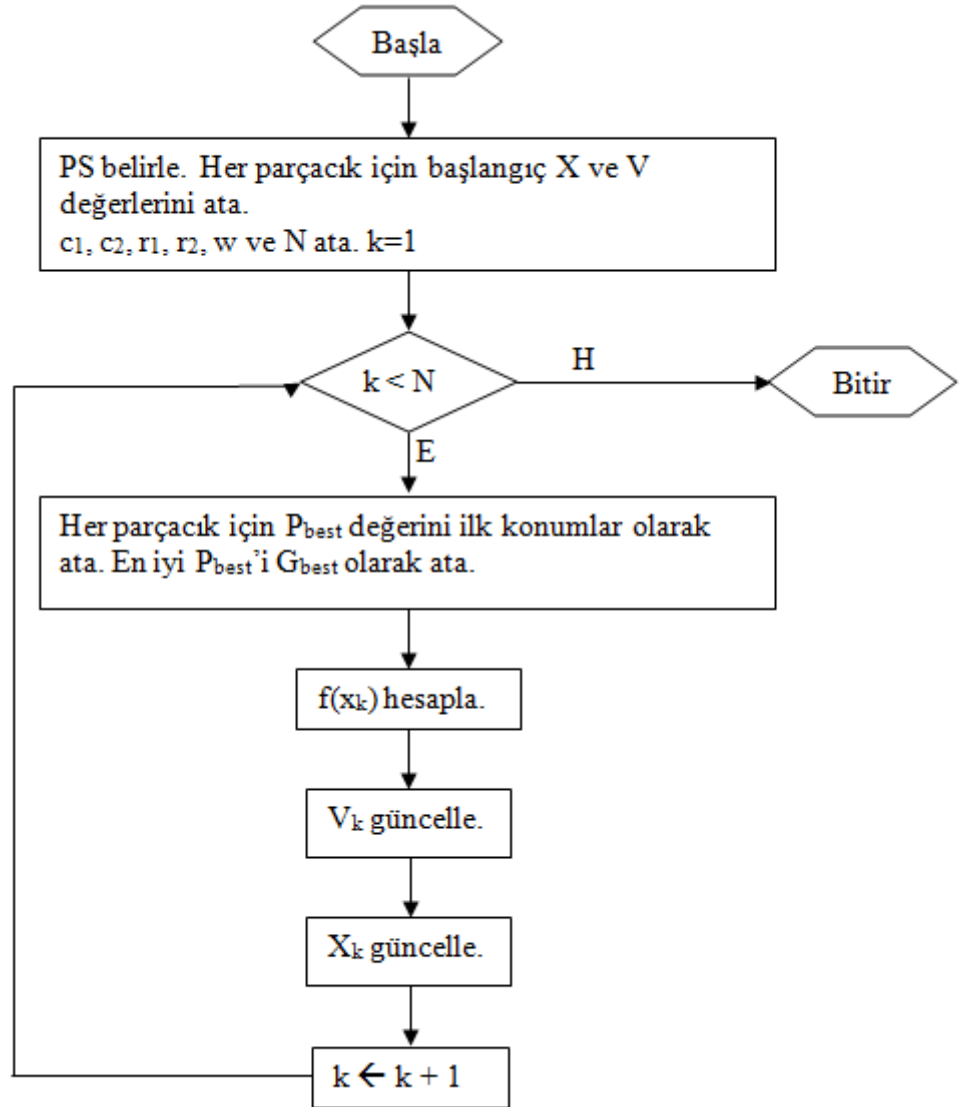 Başla
PS belirle. Her parçacık için başlangıç X ve V
değerlerini ata.
c1, c2, r1, r2, w ve N ata. k=1
k < N
H
Bitir
E
Her parçacık için Pbest değerini ilk konumlar olarak
ata. En iyi Pbest'i Gbest olarak ata.
f(xk) hesapla.
Vk güncelle.
Xk güncelle.
k ← k + 1